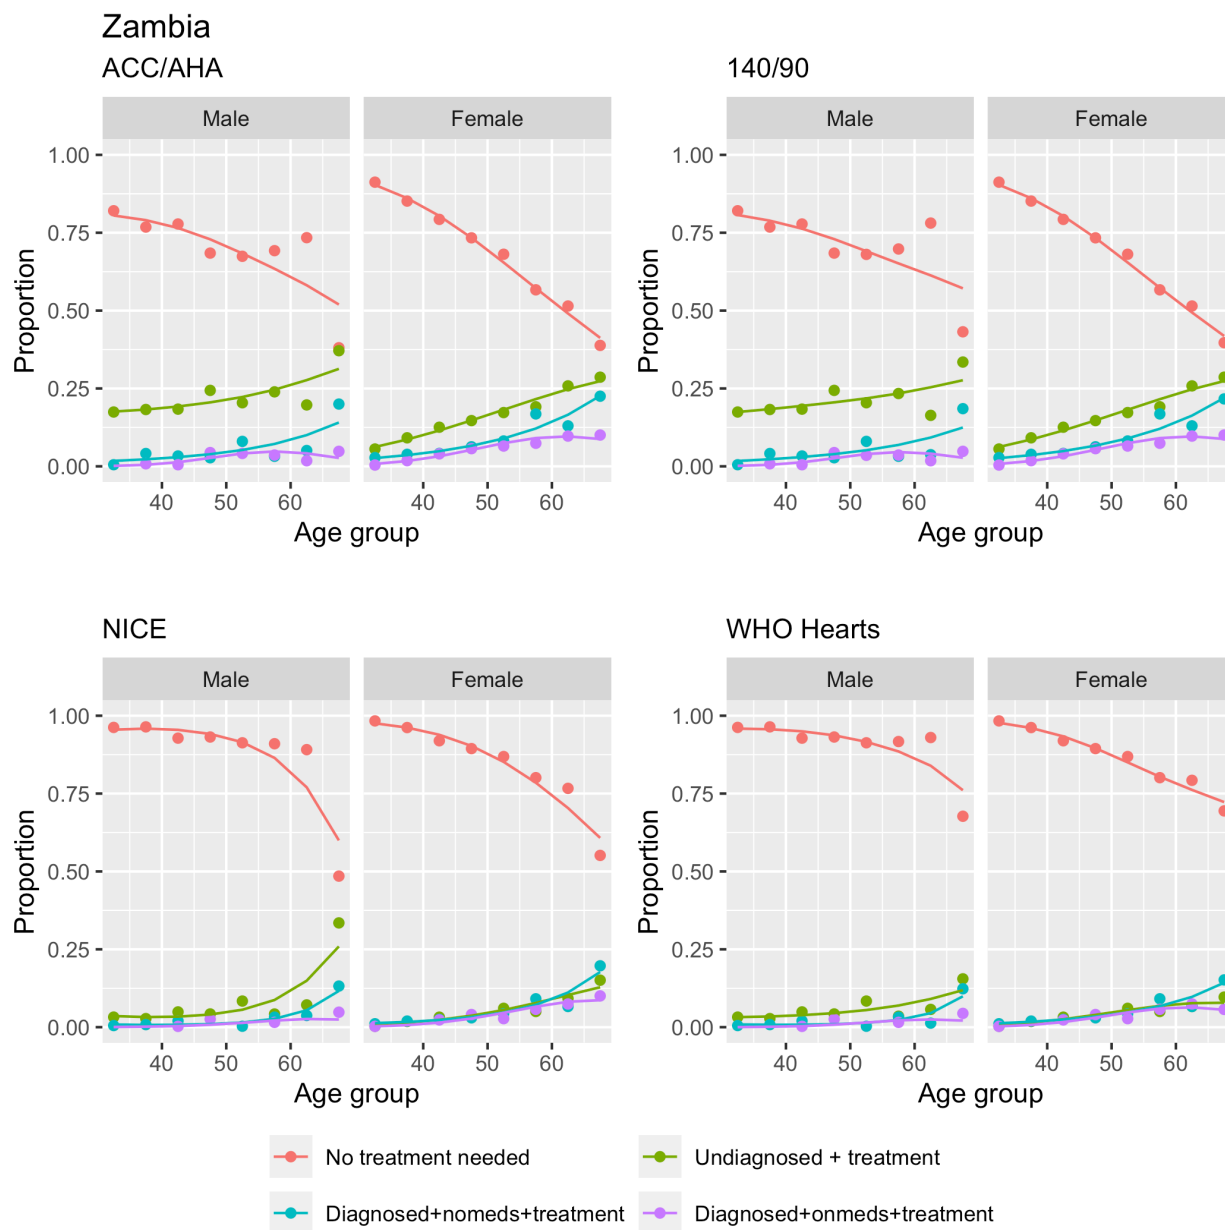 Zambia
ACC/AHA
140/90
Male
Female
Male
Female
1.00
0.75
0.50
0.25
0.00
Proportion
40
50
60
40
50
60
Age group
1.00
0.75
0.50
0.25
0.00
Proportion
40
50
60
40
50
60
Age group
NICE
WHO Hearts
Male
Female
Male
Female
1.00
0.75
0.50
0.25
0.00
Proportion
40
50
60
40
50
60
Age group
1.00
0.75
0.50
0.25
0.00
Proportion
40
50
60
40
50
60
Age group
No treatment needed
Undiagnosed + treatment
Diagnosed+nomeds+treatment
Diagnosed+onmeds+treatment